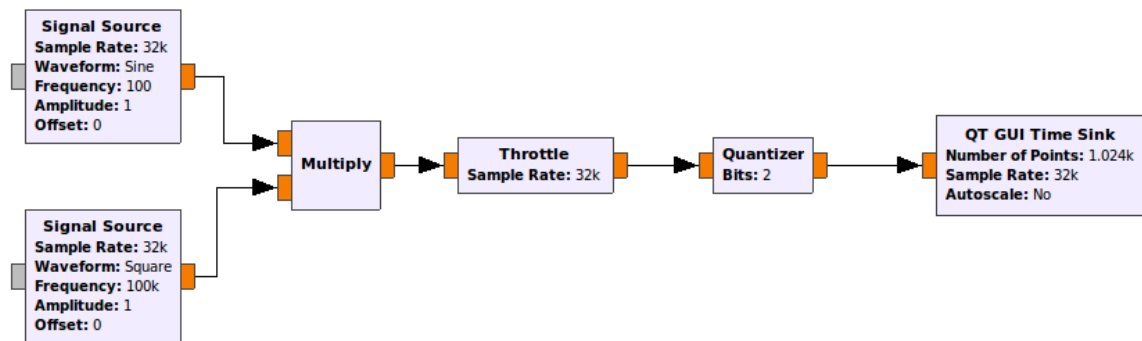 Signal Source
Sample Rate: 32k
Waveform: Sine
Frequency: 100
Amplitude: 1
Offset: 0
Signal Source
Sample Rate: 32k
Waveform: Square
Frequency: 100k
Amplitude: 1
Offset: 0
Multiply
Throttle
Sample Rate: 32k
Quantizer
Bits: 2
QT GUI Time Sink
Number of Points: 1.024k
Sample Rate: 32k
Autoscale: No